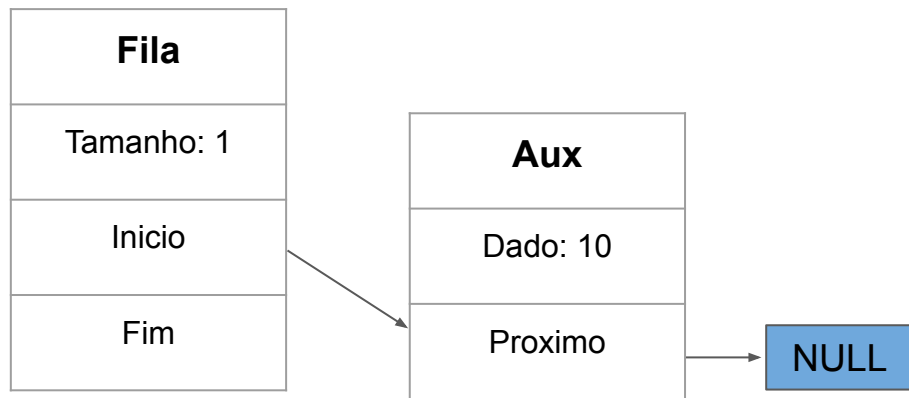 Fila
Tamanho: 1
Inicio
Fim
Aux
Dado: 10
Proximo
NULL